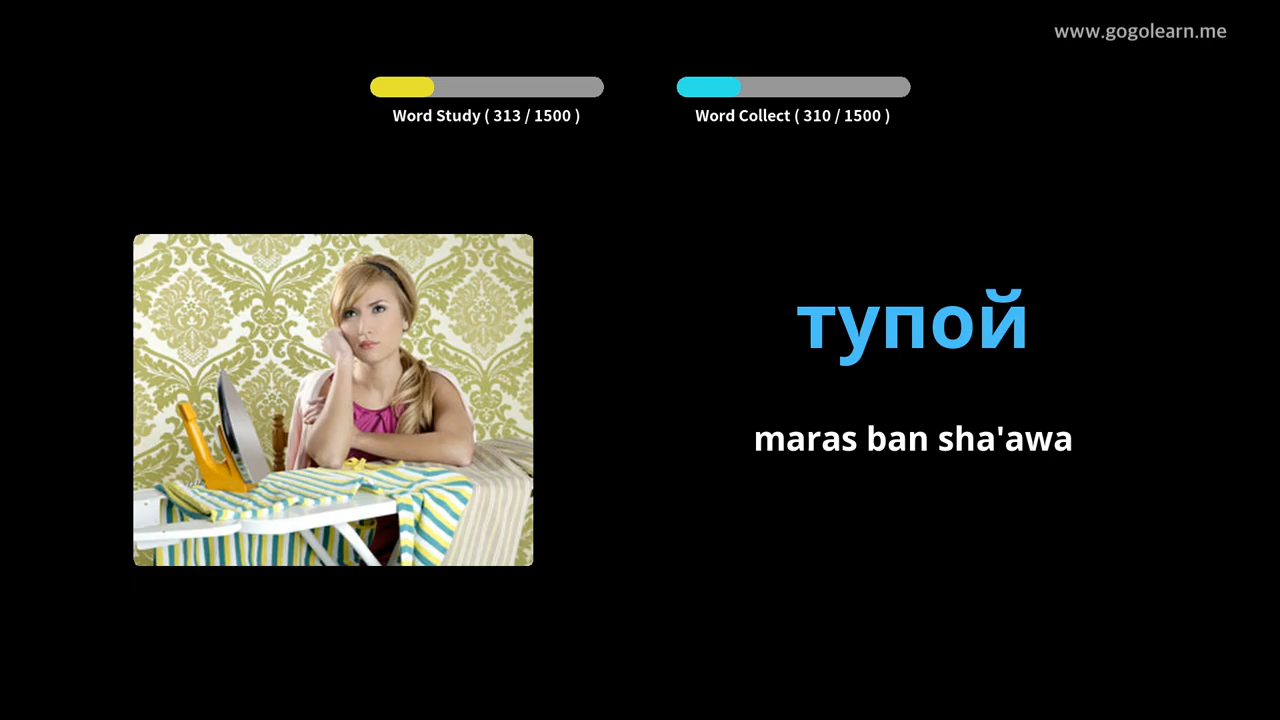 www.gogolearn.me
Word Study ( 313 / 1500 )
Word Collect ( 310 / 1500 )
тупой
maras ban sha'awa